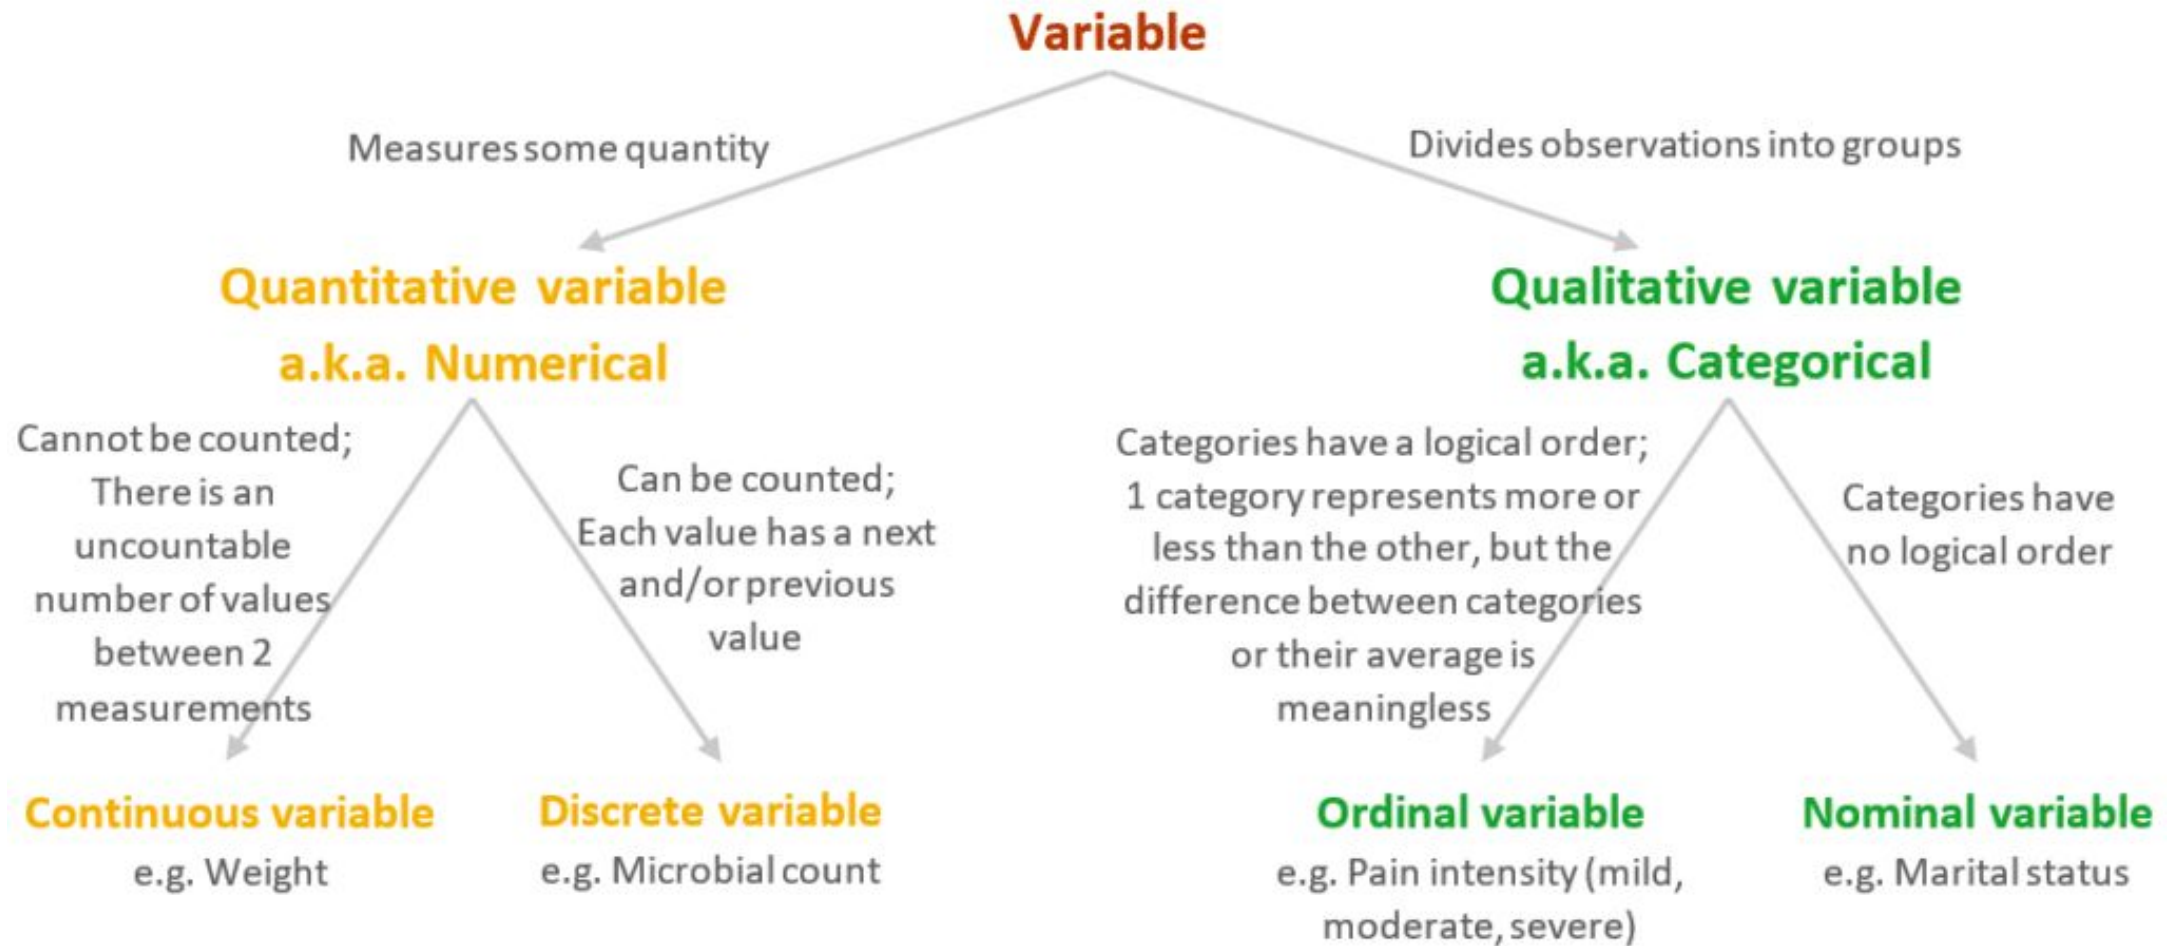 Variable
Measures some quantity
Divides observations into groups
Quantitative variable
a.k.a. Numerical
Qualitative variable
a.k.a. Categorical
Cannot be counted;
There is an
uncountable
number of values
between 2
measurements
Can be counted;
Each value has a next
and/or previous
value
Categories have a logical order;
1 category represents more or
less than the other, but the
difference between categories
or their average is
meaningless
Categories have
no logical order
Continuous variable
e.g. Weight
Discrete variable
e.g. Microbial count
Ordinal variable
e.g. Pain intensity (mild,
moderate, severe)
Nominal variable
e.g. Marital status